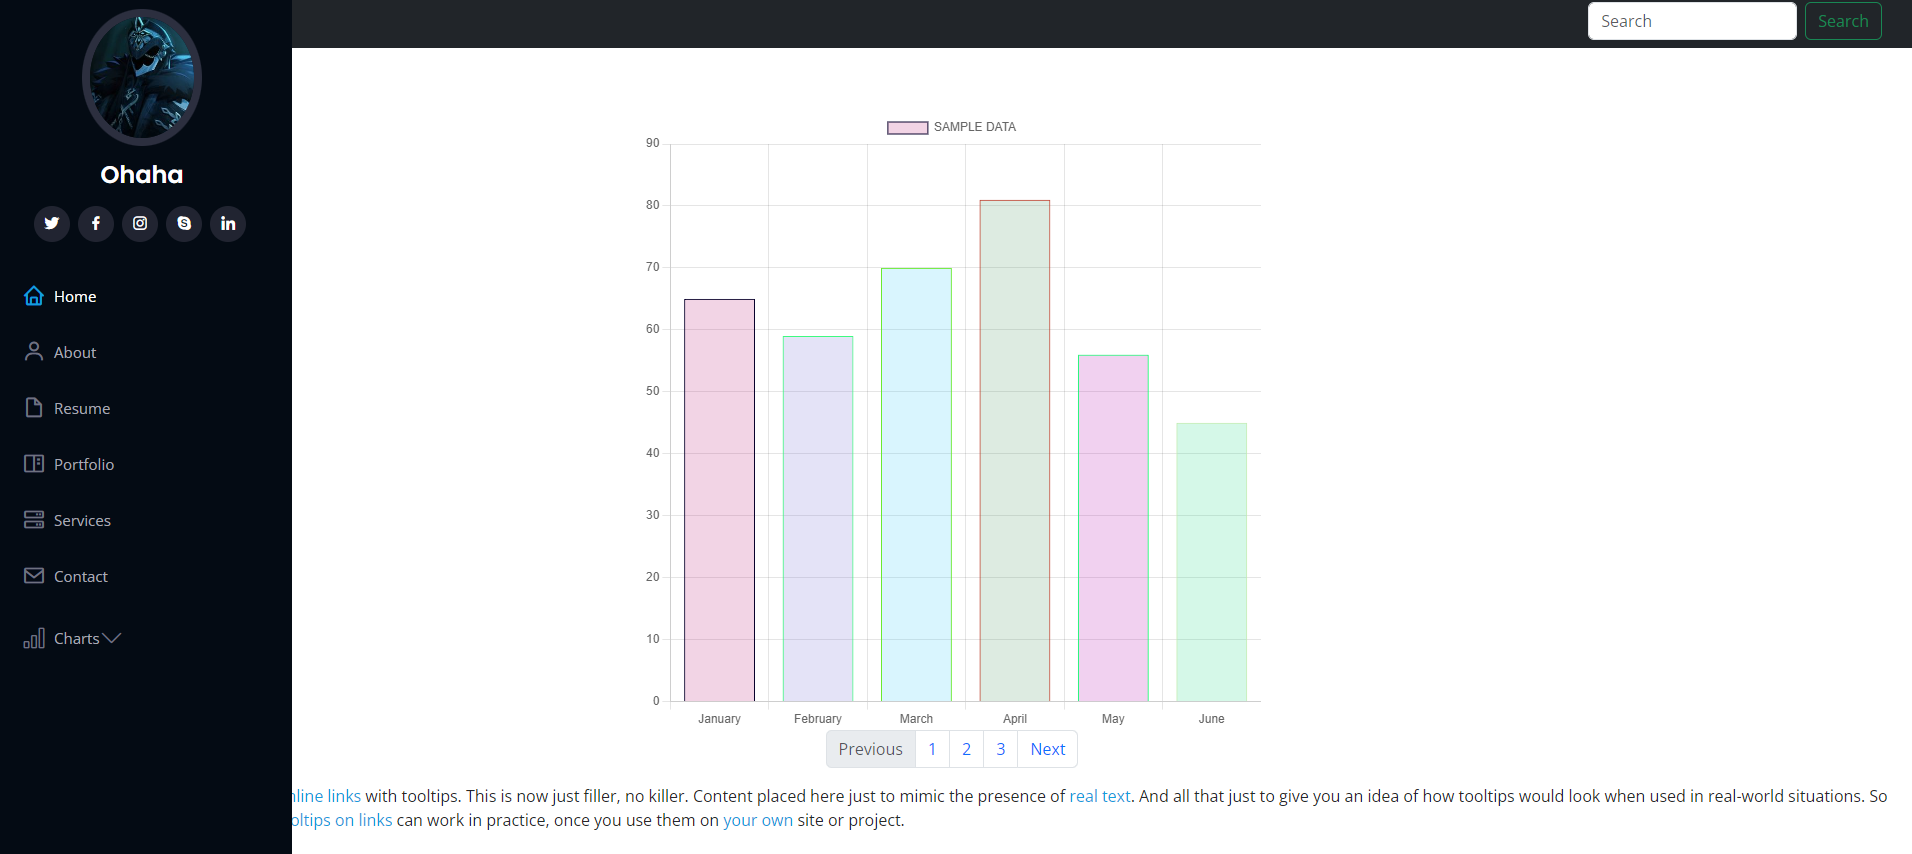 Ohaha
Home
About
Resume
Portfolio
Services
Contact
Charts
Search Search
SAMPLE DATA
90
80
70
60
50
40
30
20
10
0
January February March April May June
Previous 1 2 3 Next
links with tooltips. This is now just filler, no killer. Content placed here just to mimic the presence of real text. And all that just to give you an idea of how tooltips would look when used in real-world situations. So
on links can work in practice, once you use them on your own site or project.